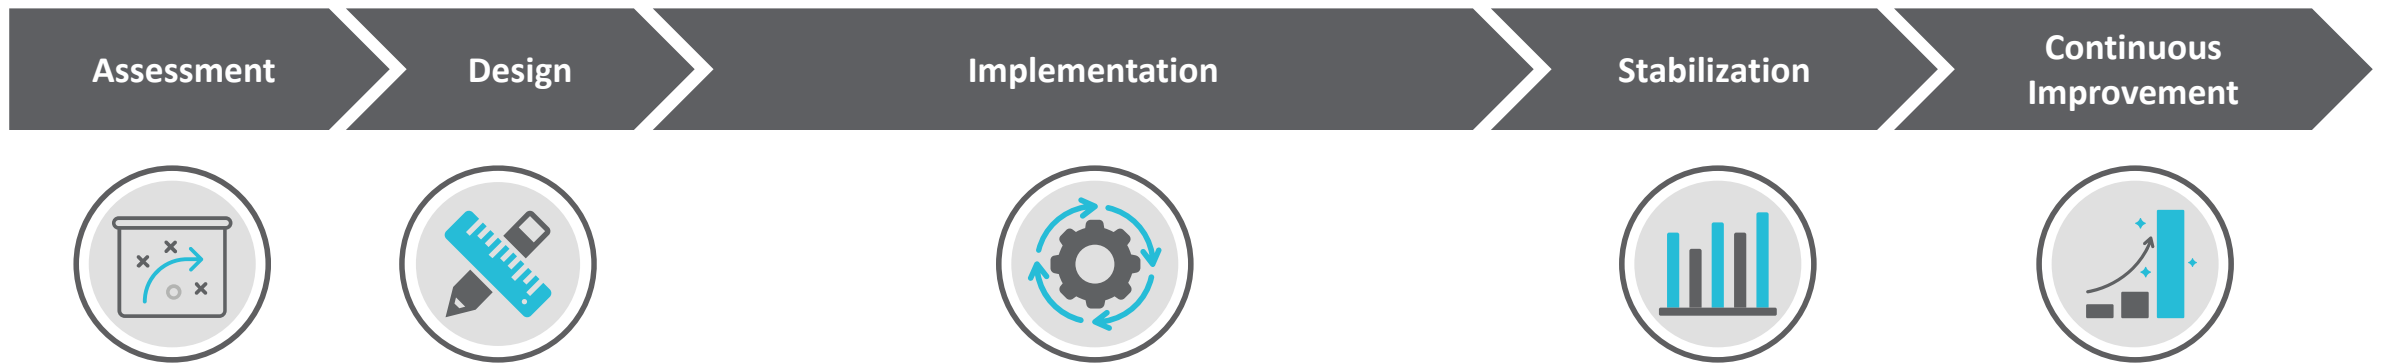 Assessment
Design
Implementation
Stabilization
Continuous
Improvement